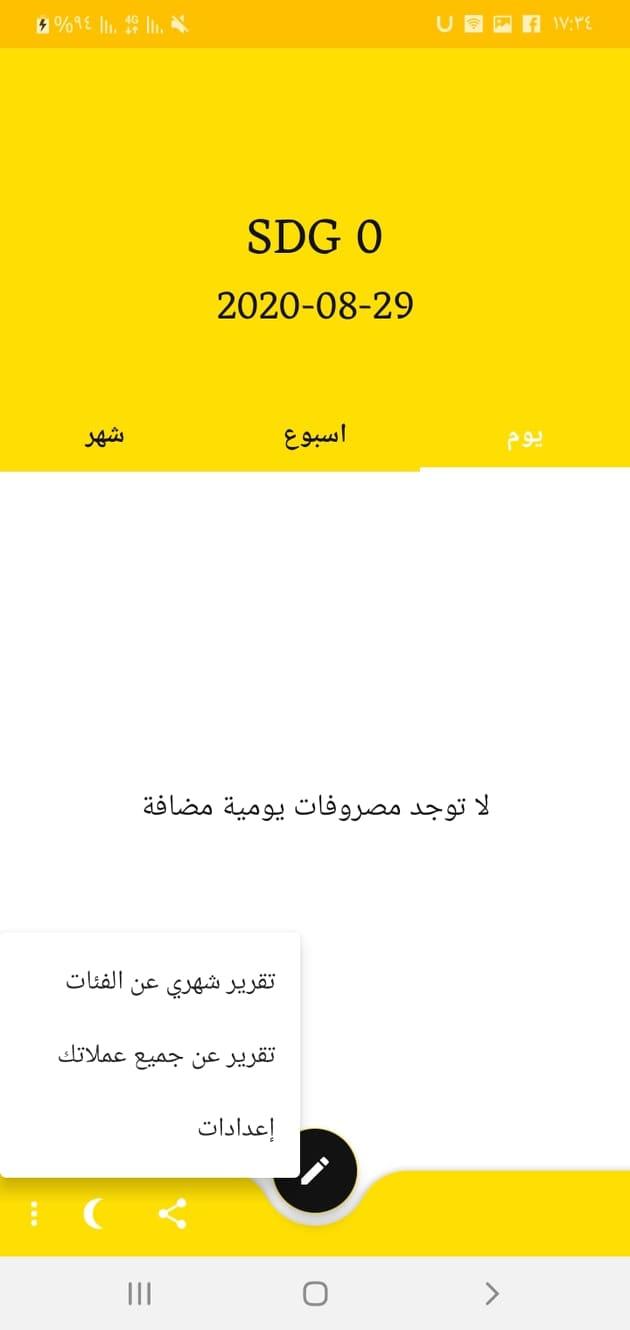 ١٧:٣٤
%٩٤ 4G
SDG 0
2020-08-29
يوم
اسبوع
شهر
لا توجد مصروفات يومية مضافة
تقرير شهري عن الفئات
تقرير عن جميع عملاتك
إعدادات